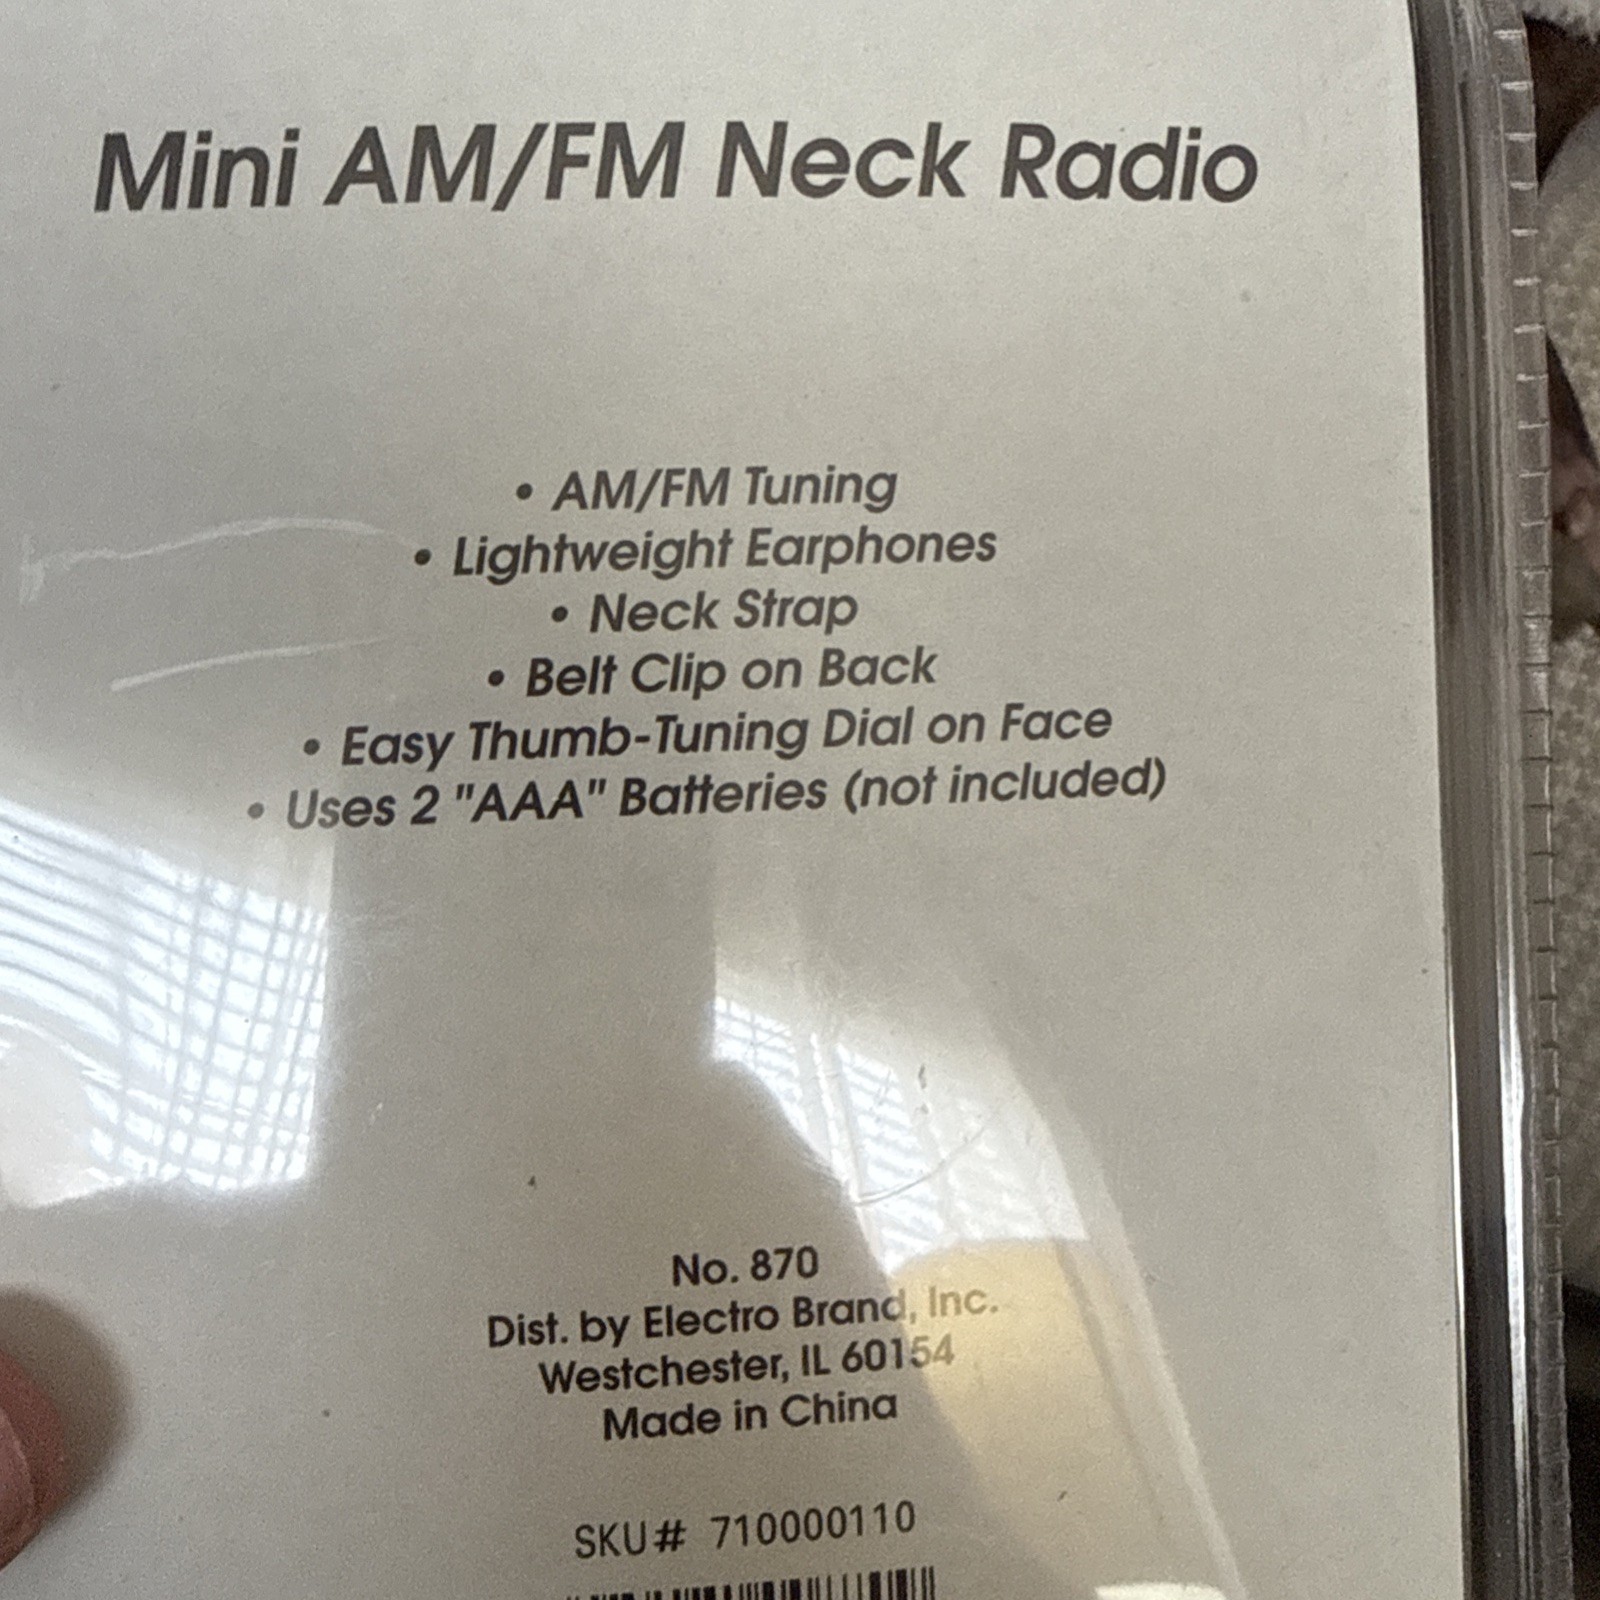 Mini AM/FM Neck Radio
• AM/FM Tuning
• Lightweight Earphones
• Neck Strap
• Belt Clip on Back
• Easy Thumb-Tuning Dial on Face
• Uses 2 "AAA" Batteries (not included)
No. 870
Dist. by Electro Brand, Inc.
Westchester, IL 60154
Made in China
SKU# 710000110